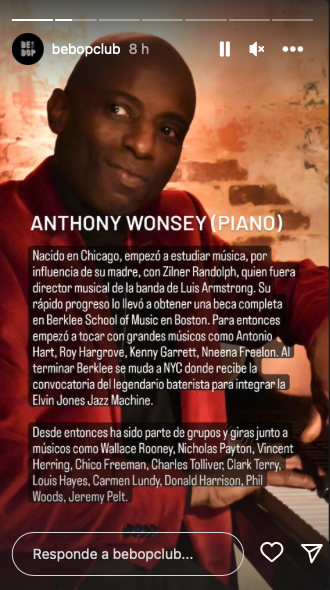 BE!
BOP
bebopclub 8 h
ANTHONY WONSEY (PIANO)
Nacido en Chicago, empezó a estudiar música, por
influencia de su madre, con Zilner Randolph, quien fuera
director musical de la banda de Luis Armstrong. Su
rápido progreso lo llevó a obtener una beca completa
en Berklee School of Music en Boston. Para entonces
empezó a tocar con grandes músicos como Antonio
Hart, Roy Hargrove, Kenny Garrett, Nneena Freelon. Al
terminar Berklee se muda a NYC donde recibe la
convocatoria del legendario baterista para integrar la
Elvin Jones Jazz Machine.
Desde entonces ha sido parte de grupos y giras junto a
músicos como Wallace Rooney, Nicholas Payton, Vincent
Herring, Chico Freeman, Charles Tolliver, Clark Terry,
Louis Hayes, Carmen Lundy, Donald Harrison, Phil
Woods, Jeremy Pelt.
Responde a bebopclub...